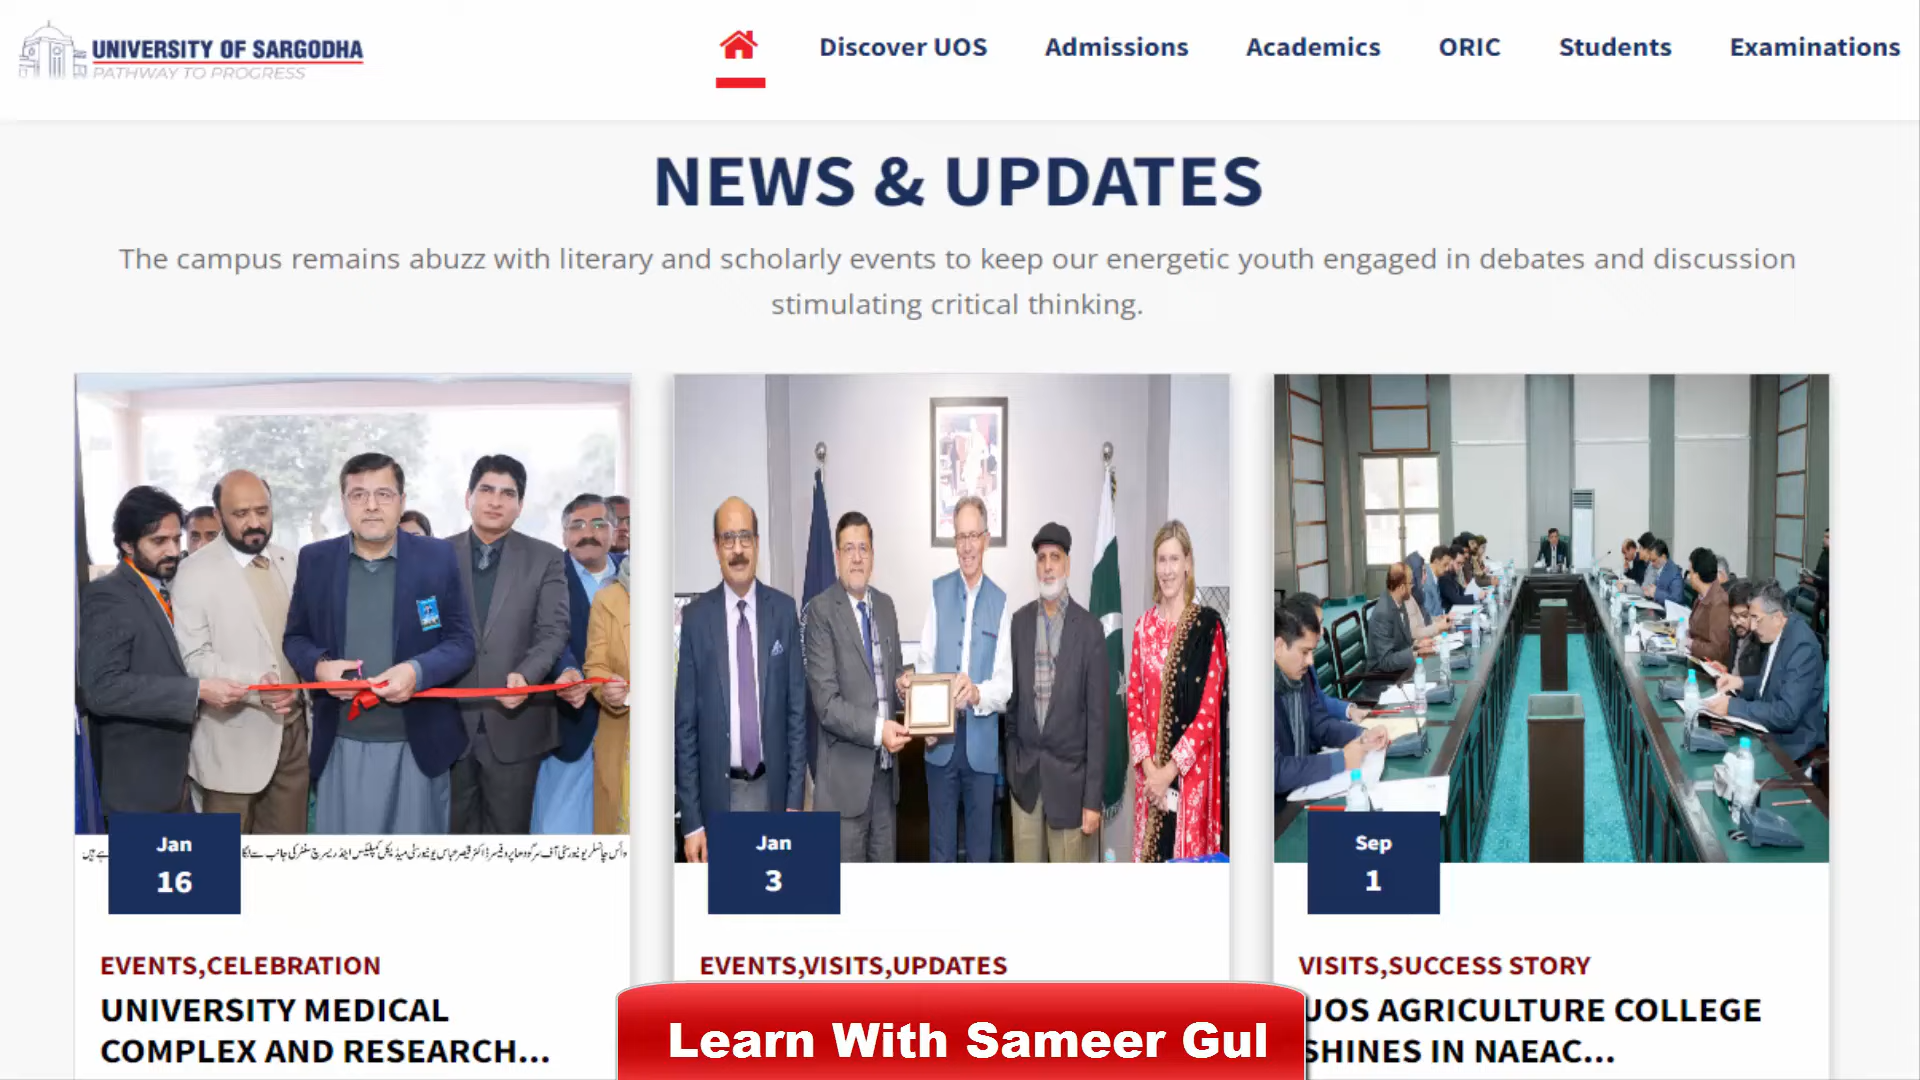 UNIVERSITY OF SARGODHA
PATHWAY TO PROGRESS
Discover UOS
Admissions
Academics
ORIC
Students
Examinations
NEWS & UPDATES
The campus remains abuzz with literary and scholarly events to keep our energetic youth engaged in debates and discussion
stimulating critical thinking.
Jan
16
EVENTS,CELEBRATION
UNIVERSITY MEDICAL
COMPLEX AND RESEARCH...
Jan
3
EVENTS,VISITS,UPDATES
Sep
1
VISITS,SUCCESS STORY
UOS AGRICULTURE COLLEGE
SHINES IN NAEAC...
Learn With Sameer Gul